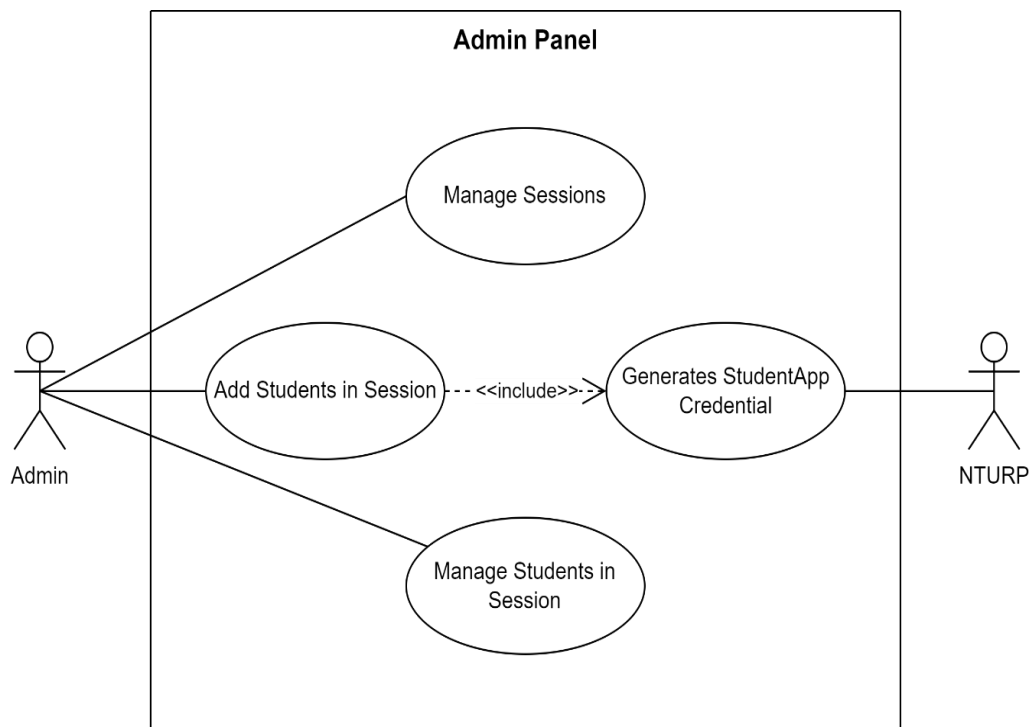 Admin Panel
Manage Sessions
Add Students in Session
<<include>>
Generates StudentApp
Credential
Admin
NTURP
Manage Students in
Session